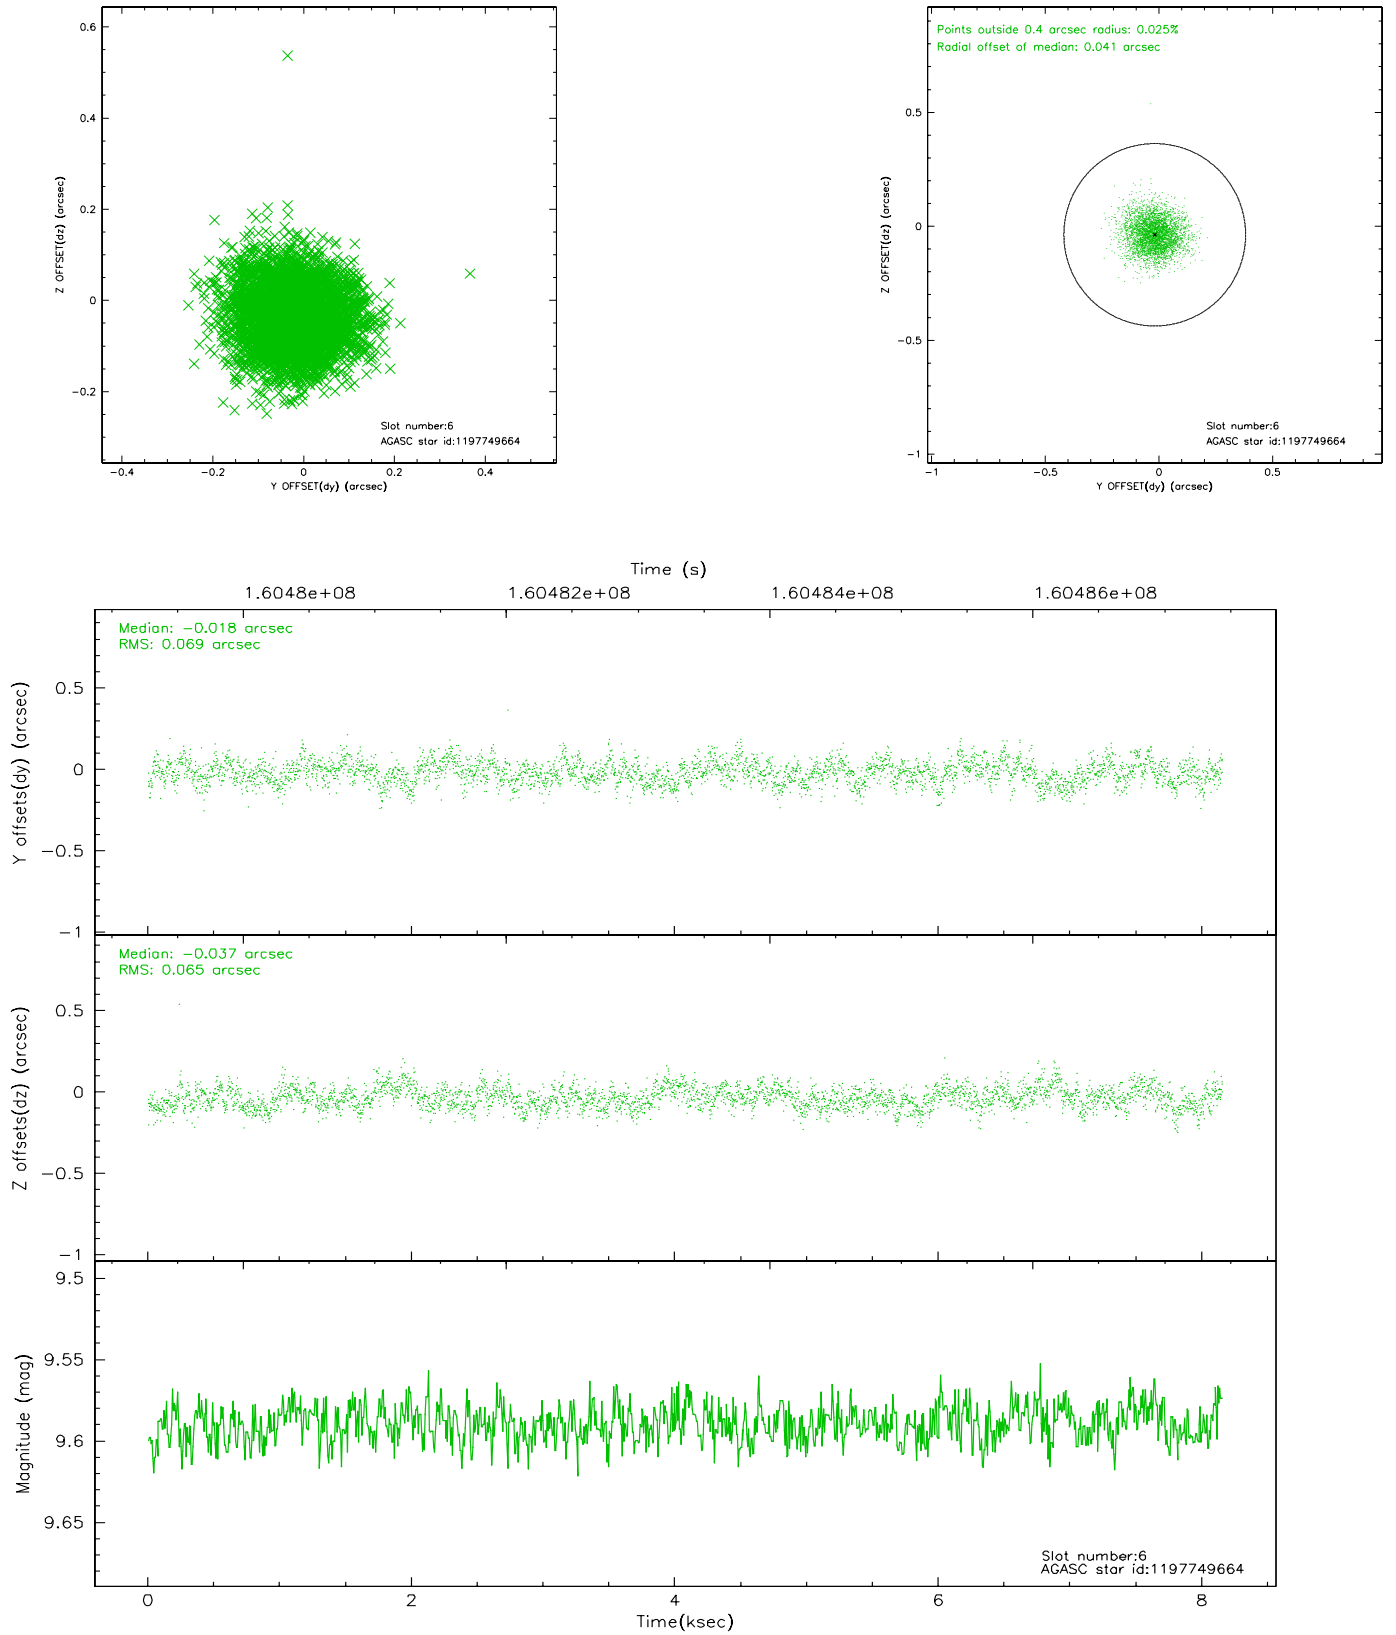 0.6
0.4
0.2
0
−0.2
−0.4
−0.2
0
0.2
0.4
Z OFFSET(dz) (arcsec)
Y OFFSET(dy) (arcsec)
Slot number:6
AGASC star id:1197749664
Points outside 0.4 arcsec radius: 0.025%
Radial offset of median: 0.041 arcsec
0.5
0
−0.5
−1
−1
−0.5
0
0.5
Z OFFSET(dz) (arcsec)
Y OFFSET(dy) (arcsec)
Slot number:6
AGASC star id:1197749664
Time (s)
1.6048e+08
1.60482e+08
1.60484e+08
1.60486e+08
Median: −0.018 arcsec
RMS: 0.069 arcsec
0.5
0
−0.5
−1
Y offsets(dy) (arcsec)
Median: −0.037 arcsec
RMS: 0.065 arcsec
0.5
0
−0.5
−1
Z offsets(dz) (arcsec)
9.5
9.55
9.6
9.65
Magnitude (mag)
Slot number:6
AGASC star id:1197749664
0
2
4
6
8
Time(ksec)